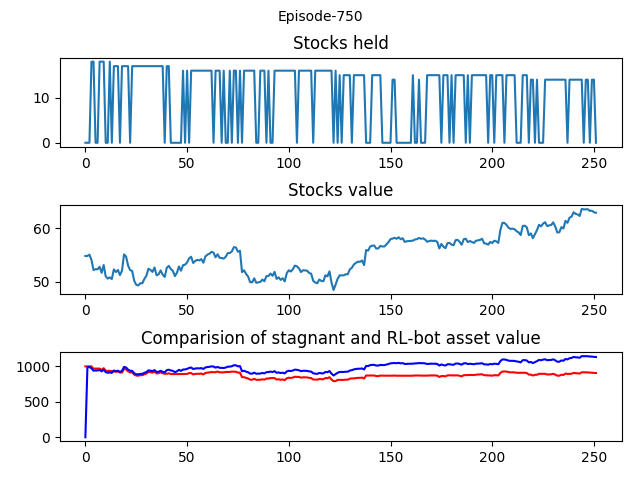 Episode-750
Stocks held
10
0
0 50 100 150 200 250
Stocks value
60
50
0 50 100 150 200 250
Comparision of stagnant and RL-bot asset value
1000
500
0
0 50 100 150 200 250